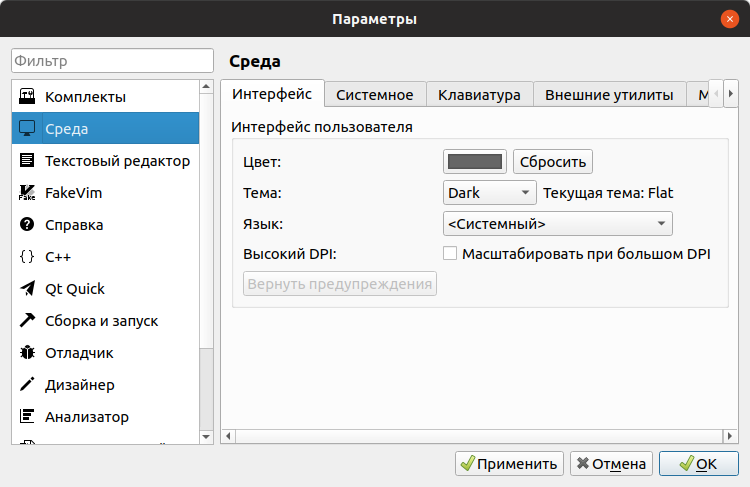 Параметры
Фильтр
Среда
Комплекты
Среда
Текстовый редактор
FakeVim
Справка
C++
Qt Quick
Сборка и запуск
Отладчик
Дизайнер
Анализатор
Интерфейс Системное Клавиатура Внешние утилиты
Интерфейс пользователя
Цвет: Сбросить
Тема: Dark Текущая тема: Flat
Язык: <Системный>
Высокий DPI: Масштабировать при большом DPI
Вернуть предупреждения
Применить Отмена OK